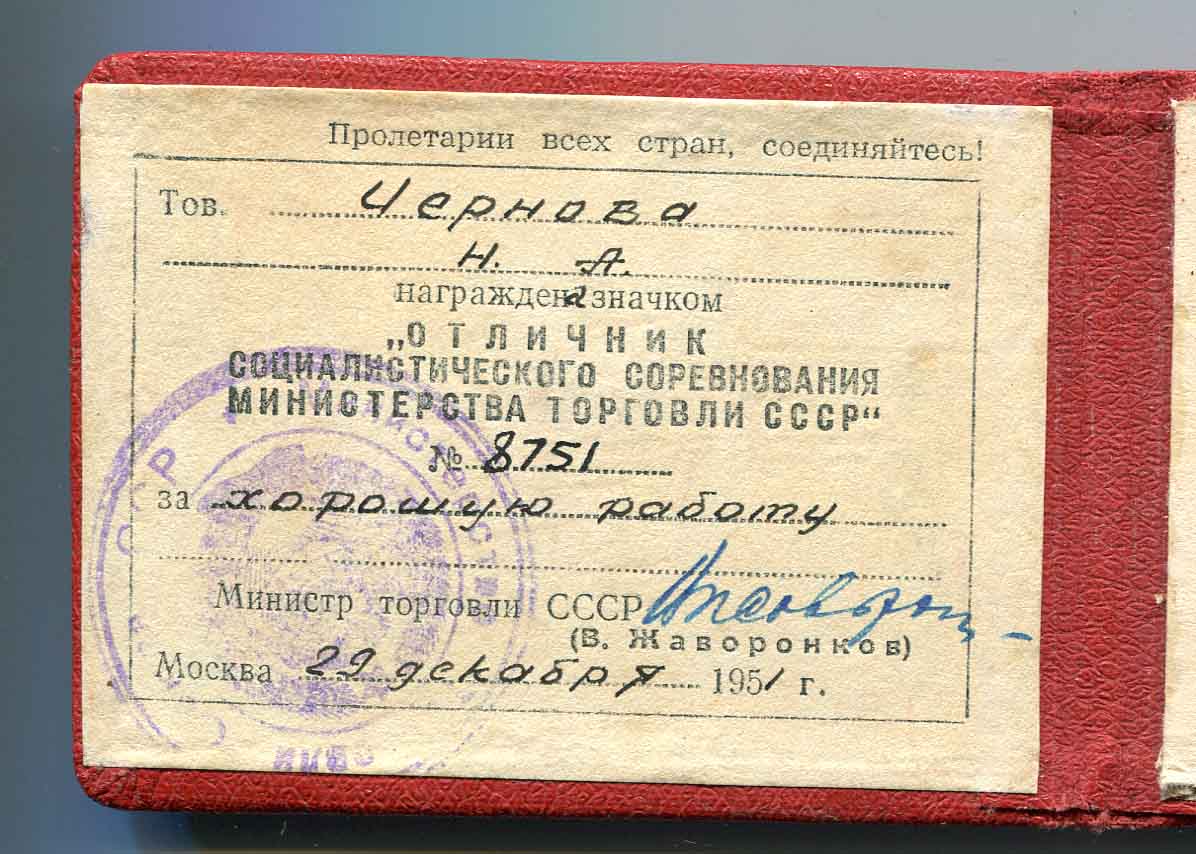 Пролетарии всех стран, соединяйтесь!
Тов. Чернова
Н. А.
награждена значком
„ОТЛИЧНИК
СОЦИАЛИСТИЧЕСКОГО СОРЕВНОВАНИЯ
МИНИСТЕРСТВА ТОРГОВЛИ СССР“
№ 8751
за хорошую работу
Министр торговли СССР
(В. Жаворонков)
Москва 29 декабря 1951 г.